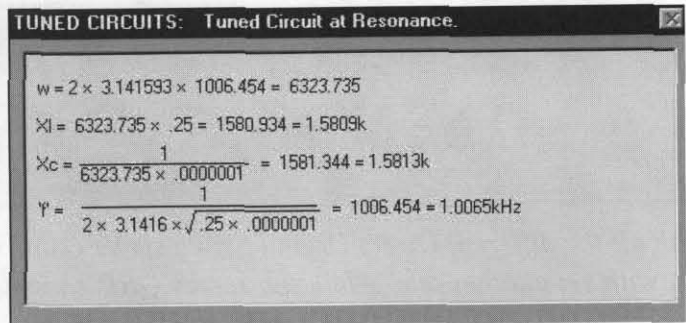 TUNED CIRCUITS: Tuned Circuit at Resonance.
w = 2 × 3.141593 × 1006.454 = 6323.735
Xl = 6323.735 × .25 = 1580.934 = 1.5809k
Xc = 1 / 6323.735 × .0000001 = 1581.344 = 1.5813k
Ƴ = 1 / 2 × 3.1416 × √.25 × .0000001 = 1006.454 = 1.0065kHz